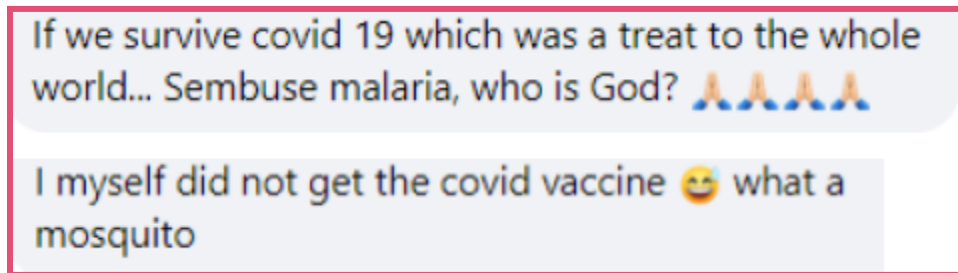 If we survive covid 19 which was a treat to the whole
world... Sembuse malaria, who is God? 🙏🏼🙏🏼🙏🏼🙏🏼
I myself did not get the covid vaccine 😅 what a
mosquito